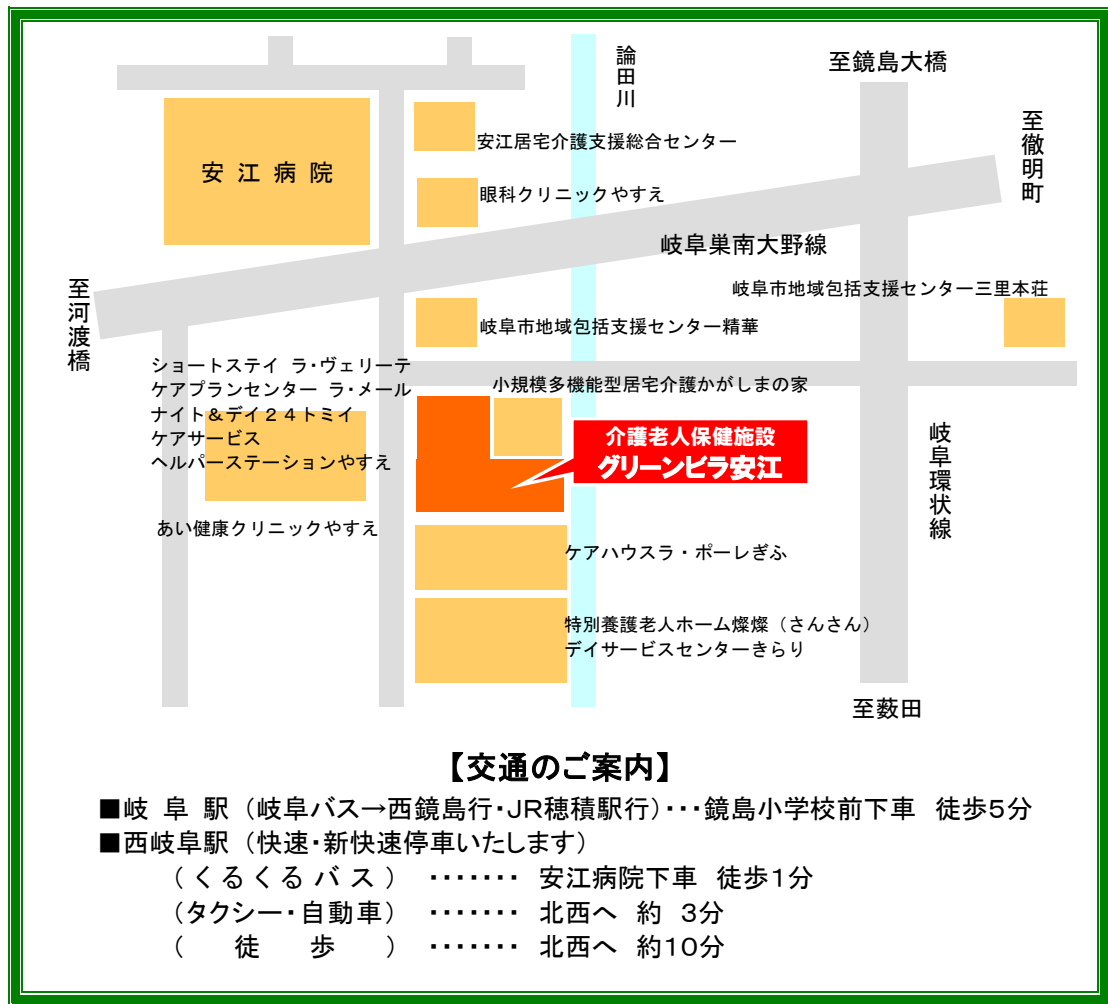 論田川
至鏡島大橋
至徹明町
安江居宅介護支援総合センター
安 江 病 院
眼科クリニックやすえ
岐阜巣南大野線
至河渡橋
岐阜市地域包括支援センター三里本荘
岐阜市地域包括支援センター精華
ショートステイ ラ・ヴェリーテ
ケアプランセンター ラ・メール
ナイト&デイ24トミイ
ケアサービス
ヘルパーステーションやすえ
小規模多機能型居宅介護かがしまの家
介護老人保健施設
グリーンビラ安江
岐阜環状線
あい健康クリニックやすえ
ケアハウスラ・ポーレぎふ
特別養護老人ホーム燦燦(さんさん)
デイサービスセンターきらり
至薮田
【交通のご案内】
■岐 阜 駅 (岐阜バス→西鏡島行・JR穂積駅行)・・・鏡島小学校前下車 徒歩5分
■西岐阜駅 (快速・新快速停車いたします)
(くるくるバス) ・・・・・・・ 安江病院下車 徒歩1分
(タクシー・自動車) ・・・・・・・ 北西へ 約 3分
( 徒 歩 ) ・・・・・・・ 北西へ 約10分